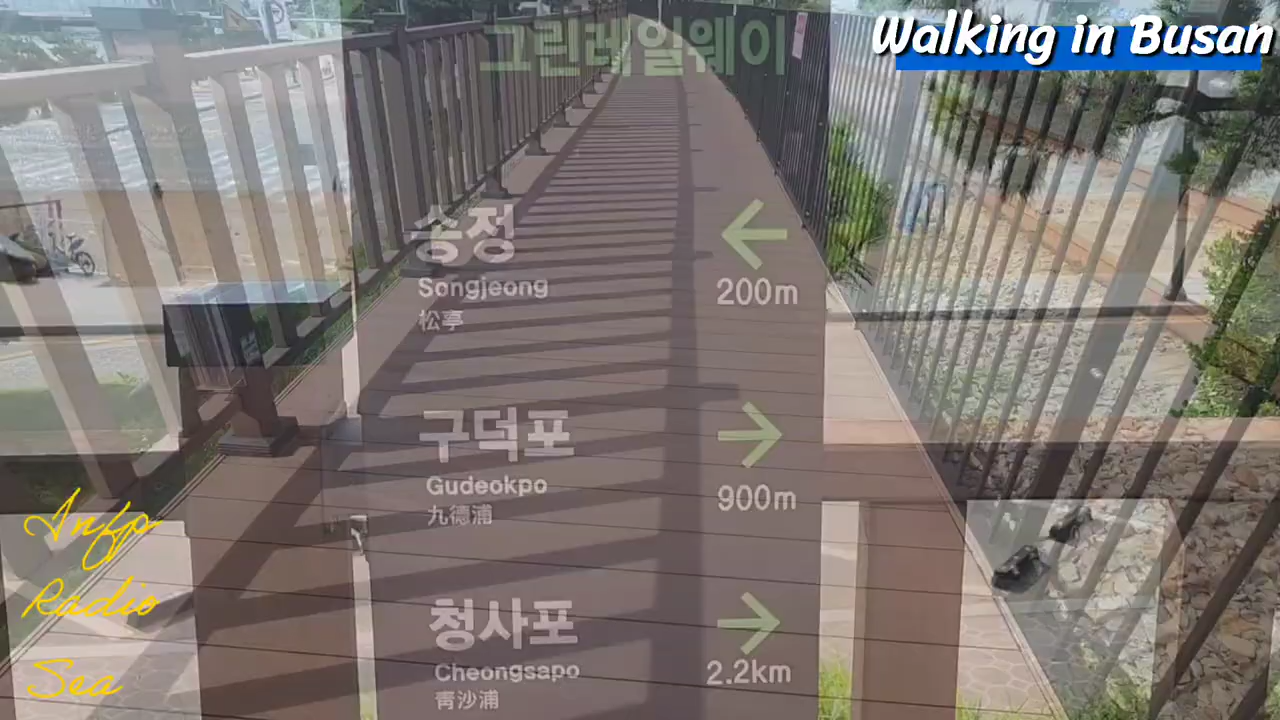 Walking in Busan
그린레일웨이
송정
Songjeong
松亭
200m
구덕포
Gudeokpo
九德浦
900m
청사포
Cheongsapo
靑沙浦
2.2km
Infp
Radio
Sea